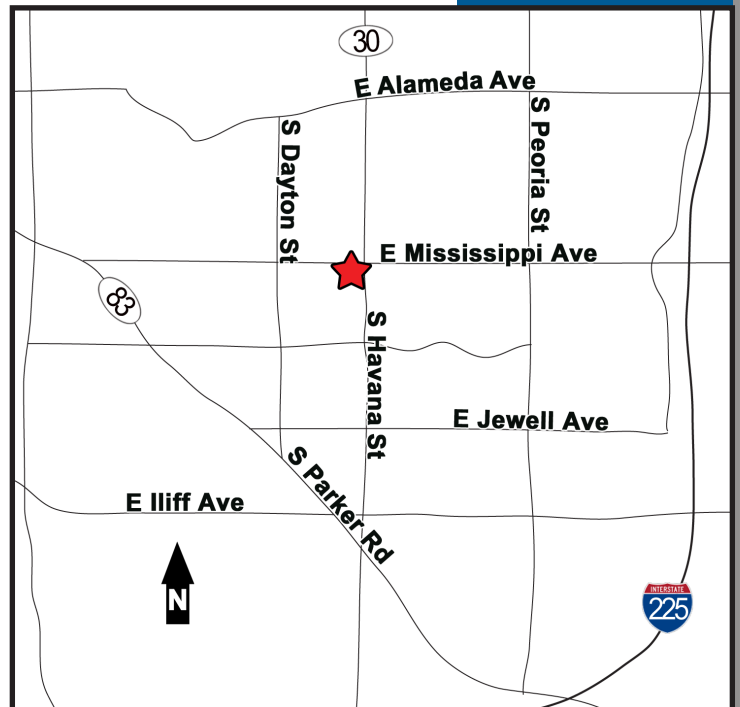 30
E Alameda Ave
S Peoria St
S Dayton St
E Mississippi Ave
83
S Havana St
E Jewell Ave
S Parker Rd
E Iliff Ave
N
INTERSTATE
225